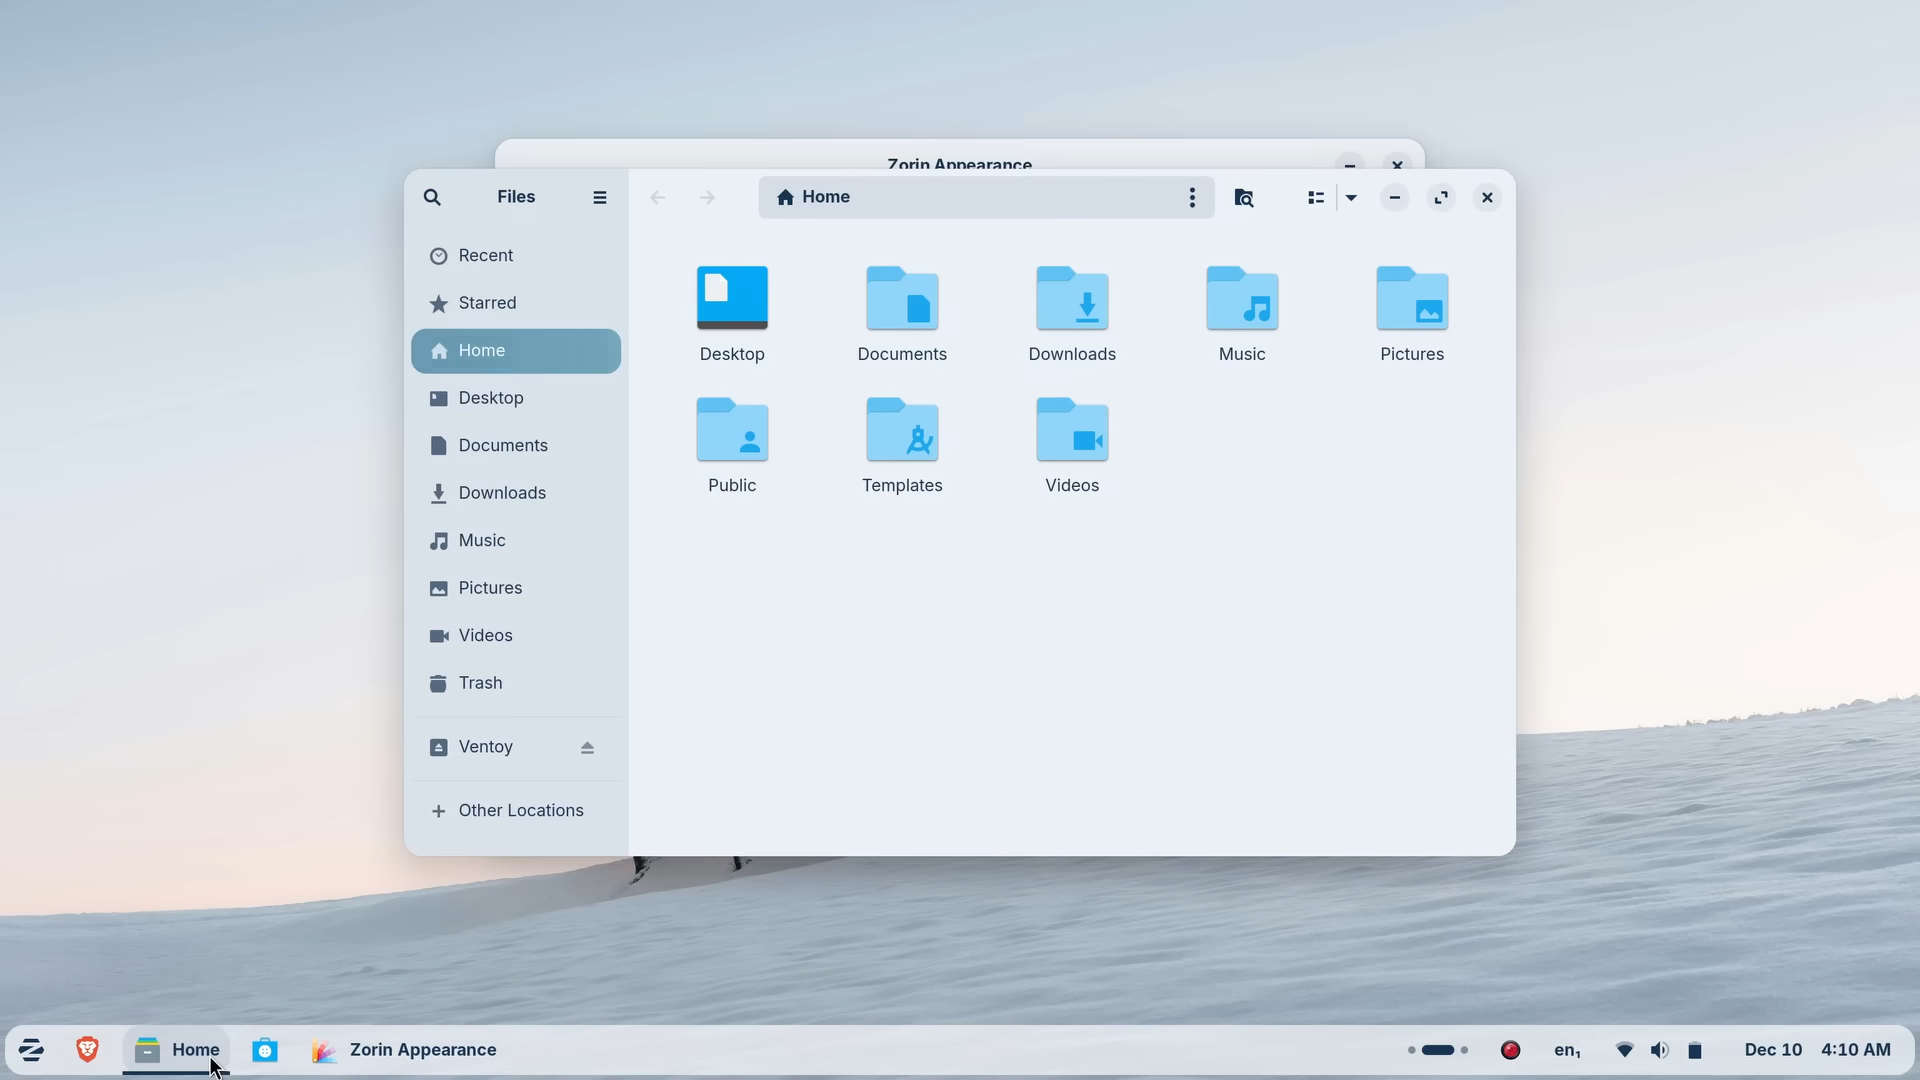 Zorin Appearance
Files
Home
Recent
Starred
Home
Desktop
Documents
Downloads
Music
Pictures
Videos
Trash
Ventoy
Other Locations
Desktop
Documents
Downloads
Music
Pictures
Public
Templates
Videos
Home
Zorin Appearance
en₁
Dec 10
4:10 AM